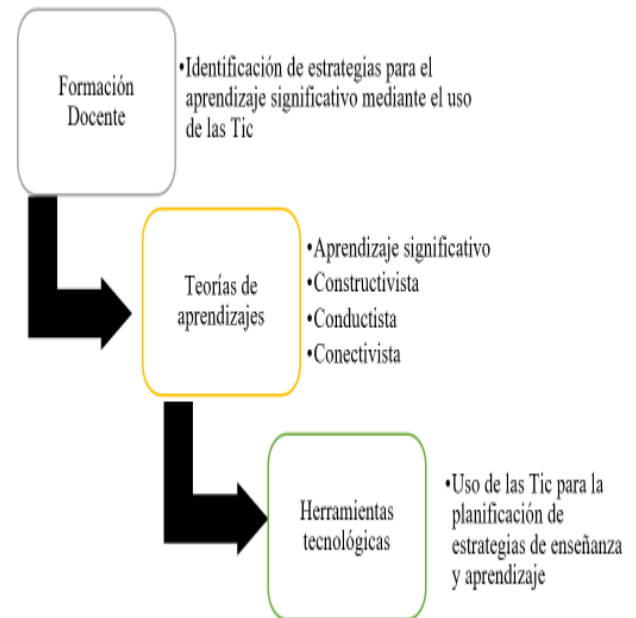 Formación
Docente
•Identificación de estrategias para el
aprendizaje significativo mediante el uso
de las Tic
Teorías de
aprendizajes
•Aprendizaje significativo
•Constructivista
•Conductista
•Conectivista
Herramientas
tecnológicas
•Uso de las Tic para la
planificación de
estrategias de enseñanza
y aprendizaje